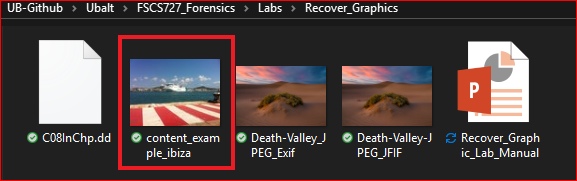 UB-Github > Ubalt > FSCS727_Forensics > Labs > Recover_Graphics
C08InChp.dd
content_exam
ple_ibiza
Death-Valley_J
PEG_Exif
Death-Valley-J
PEG_JFIF
P
Recover_Graph
ic_Lab_Manual